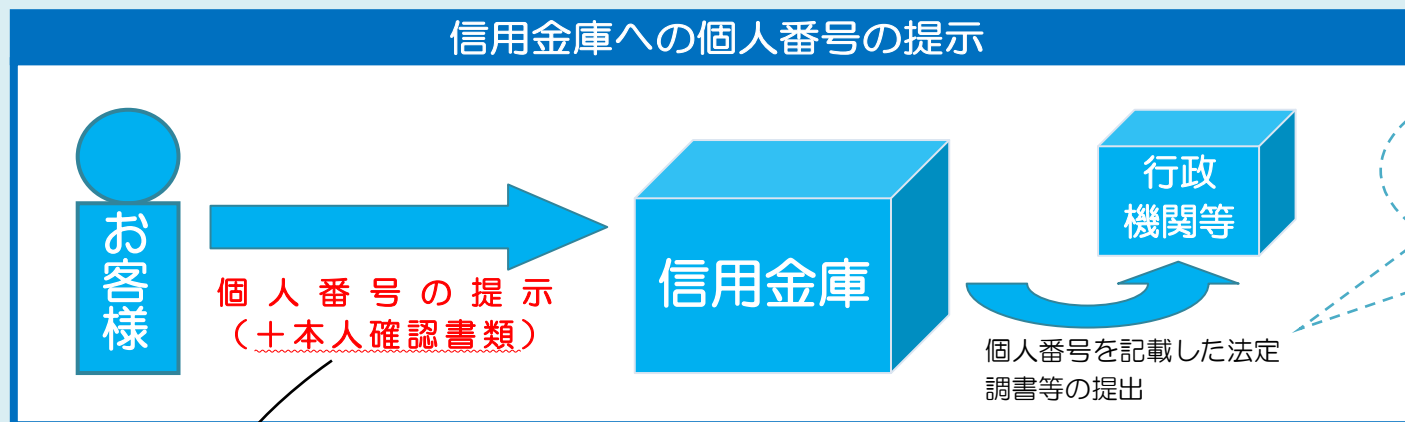 信用金庫への個人番号の提示
お客様
個人番号の提示
（＋本人確認書類）
信用金庫
行政
機関等
個人番号を記載した法定
調書等の提出